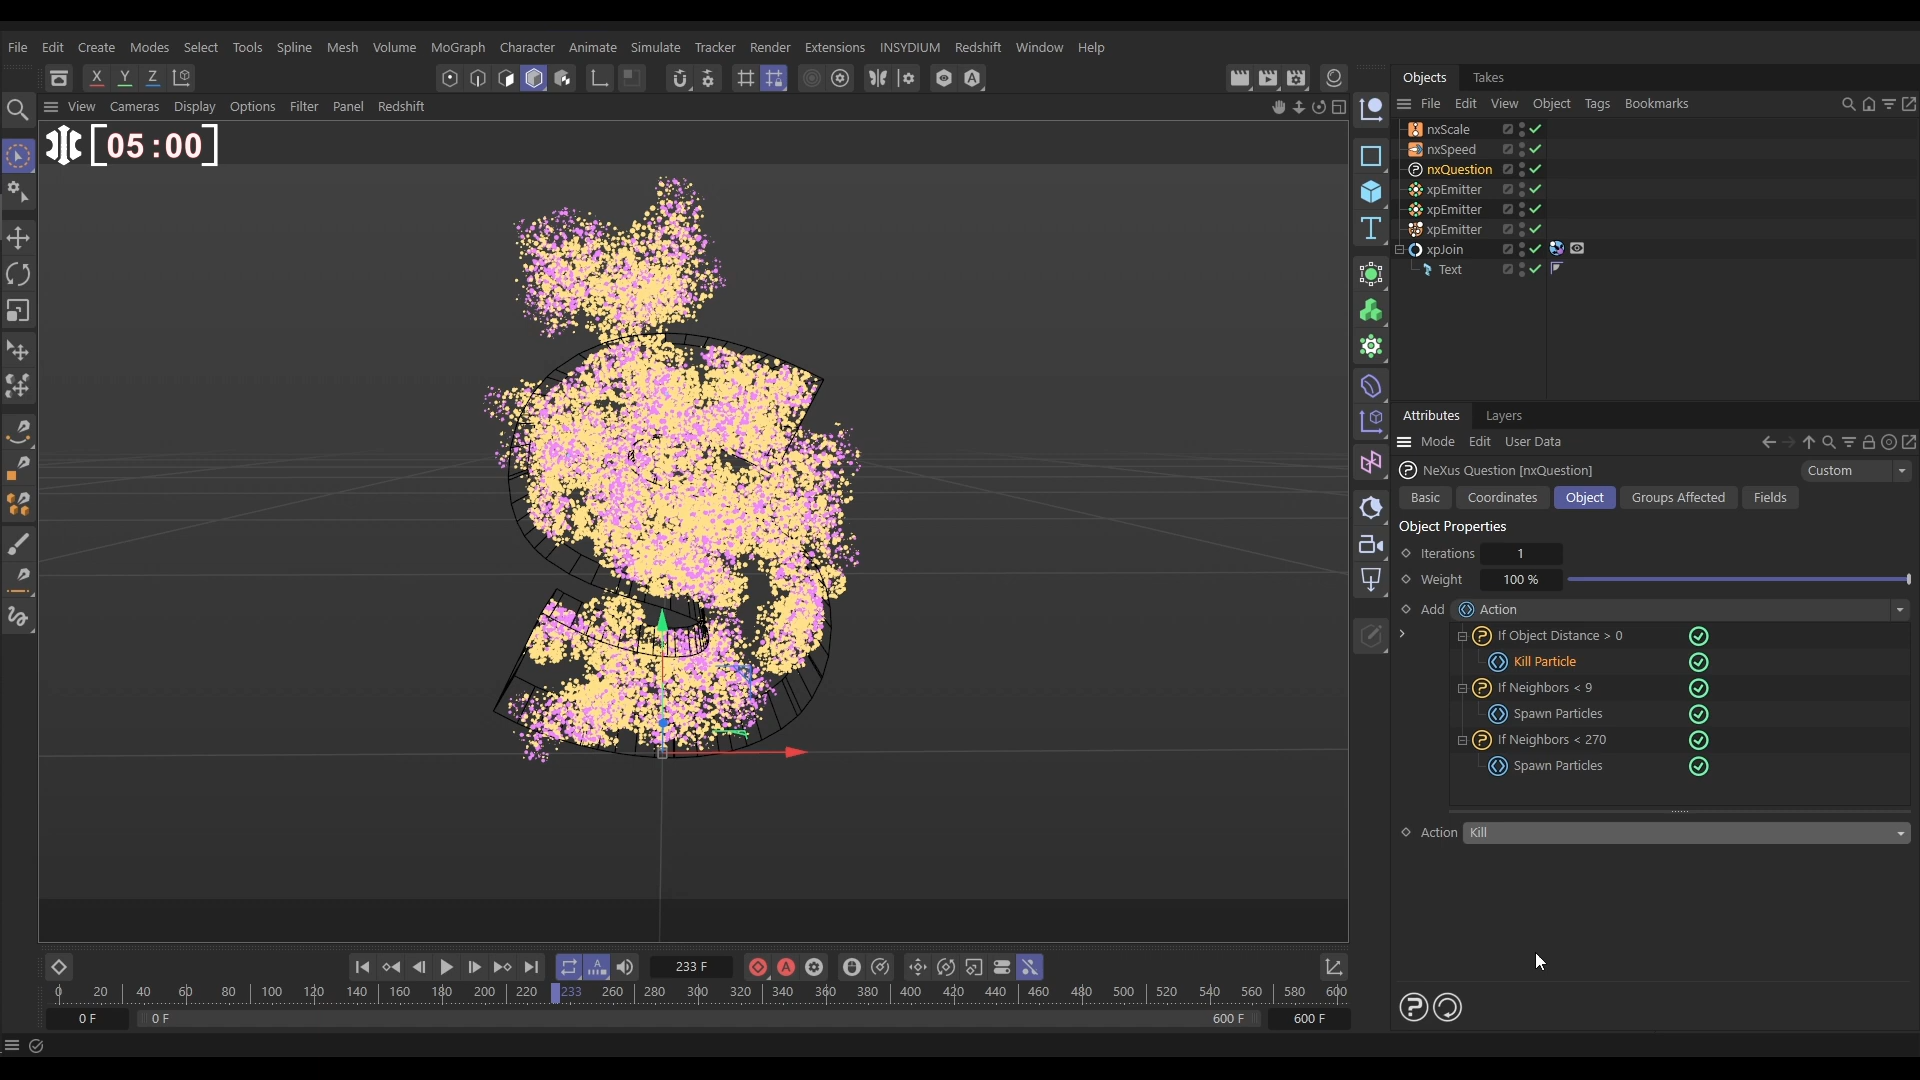 File Edit Create Modes Select Tools Spline Mesh Volume MoGraph Character Animate Simulate Tracker Render Extensions INSYDIUM Redshift Window Help
X Y Z
View Cameras Display Options Filter Panel Redshift
[05:00]
Objects Takes
File Edit View Object Tags Bookmarks
nxScale
nxSpeed
nxQuestion
xpEmitter
xpEmitter
xpEmitter
xpJoin
Text
Attributes Layers
Mode Edit User Data
NeXus Question [nxQuestion] Custom
Basic Coordinates Object Groups Affected Fields
Object Properties
Iterations 1
Weight 100 %
Add Action
If Object Distance > 0
Kill Particle
If Neighbors < 9
Spawn Particles
If Neighbors < 270
Spawn Particles
Action Kill
233 F
0 20 40 60 80 100 120 140 160 180 200 220 233 260 280 300 320 340 360 380 400 420 440 460 480 500 520 540 560 580 600
0 F 0 F 600 F 600 F